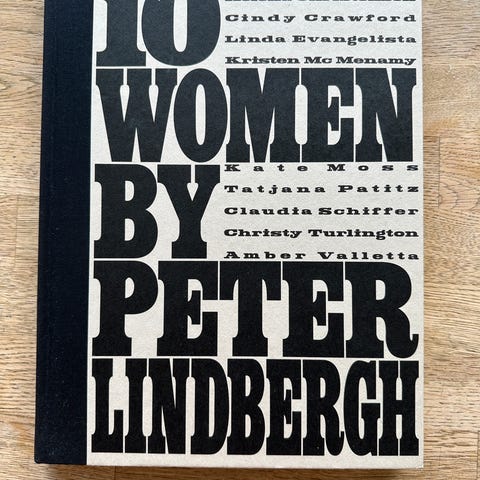 10
Cindy Crawford
Linda Evangelista
Kristen Mc Menamy
WOMEN
Kate Moss
Tatjana Patitz
Claudia Schiffer
Christy Turlington
Amber Valletta
BY
PETER
LINDBERGH